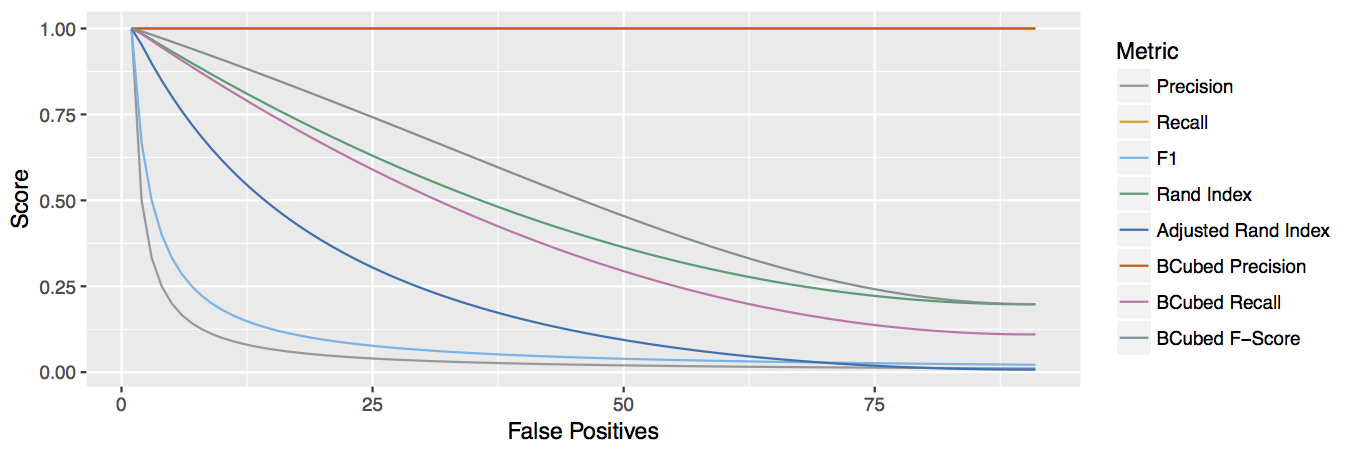 1.00
0.75
0.50
0.25
0.00
Score
0
25
50
75
False Positives
Metric
Precision
Recall
F1
Rand Index
Adjusted Rand Index
BCubed Precision
BCubed Recall
BCubed F−Score